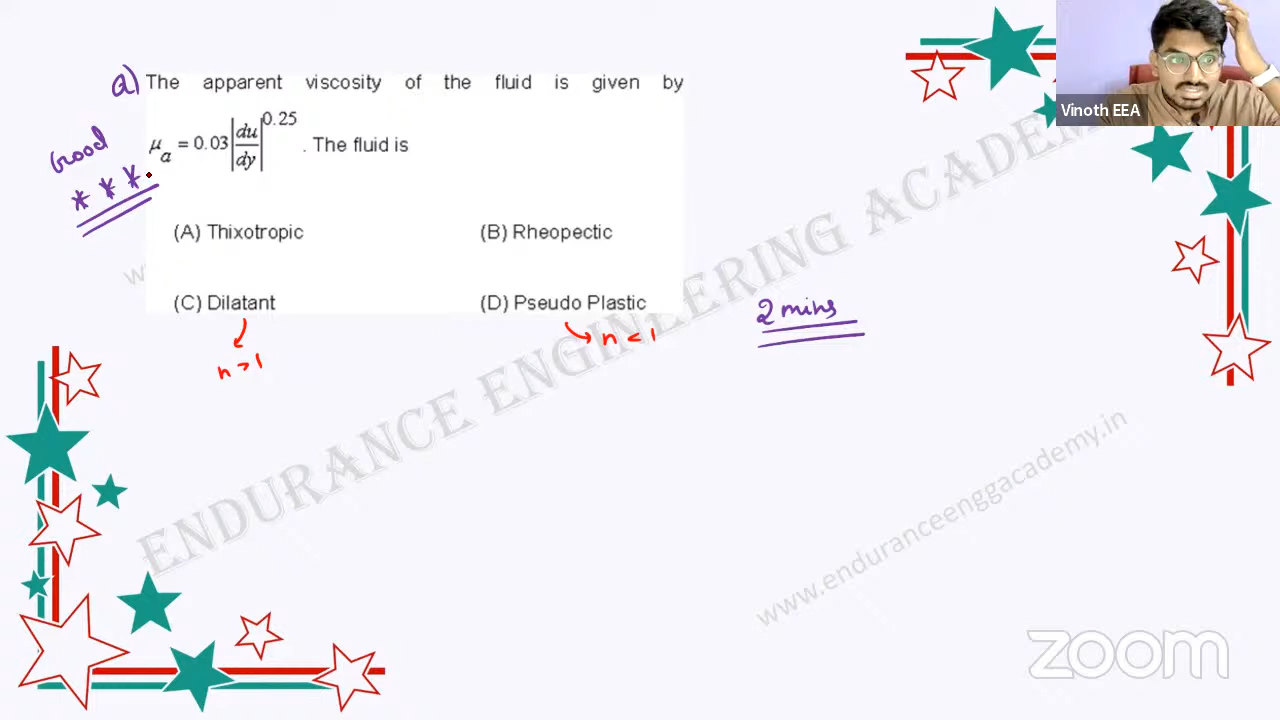 Q) The apparent viscosity of the fluid is given by
Good
μa = 0.03 |du/dy|^0.25 . The fluid is
***
(A) Thixotropic (B) Rheopectic
(C) Dilatant (D) Pseudo Plastic
n > 1
n < 1
2 mins
Vinoth EEA
ENDURANCE ENGINEERING ACADEM
www.enduranceenggacademy.in
zoom